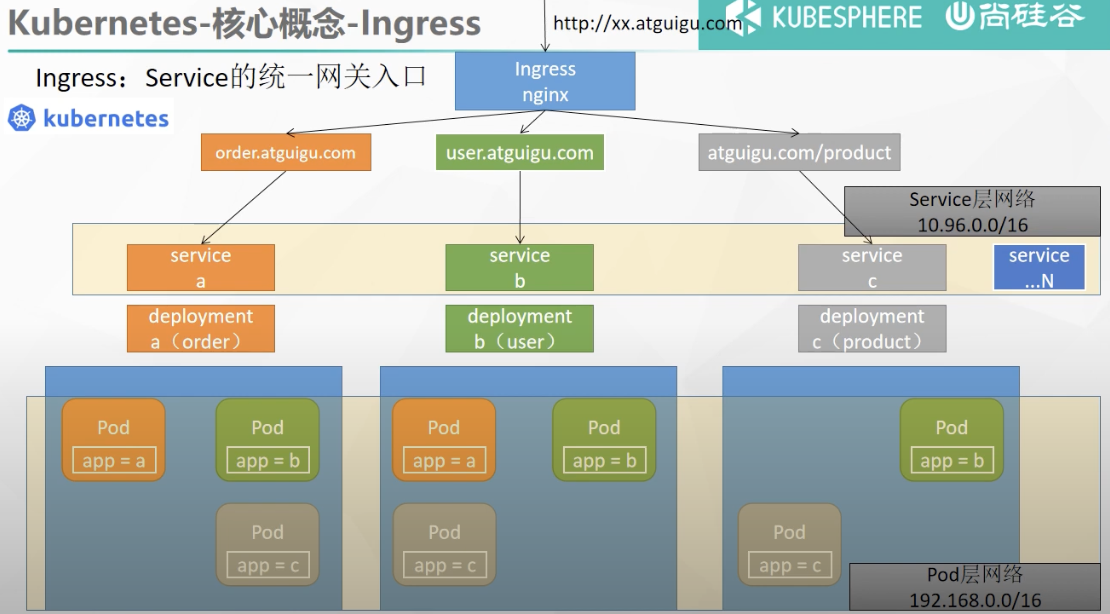 Kubernetes-核心概念-Ingress
http://xx.atguigu.com
KUBESPHERE
尚硅谷
Ingress：Service的统一网关入口
kubernetes
Ingress
nginx
order.atguigu.com
user.atguigu.com
atguigu.com/product
Service层网络
10.96.0.0/16
service
a
service
b
service
c
service
...N
deployment
a（order）
deployment
b（user）
deployment
c（product）
Pod
app = a
Pod
app = b
Pod
app = a
Pod
app = b
Pod
app = b
Pod
app = c
Pod
app = c
Pod
app = c
Pod层网络
192.168.0.0/16